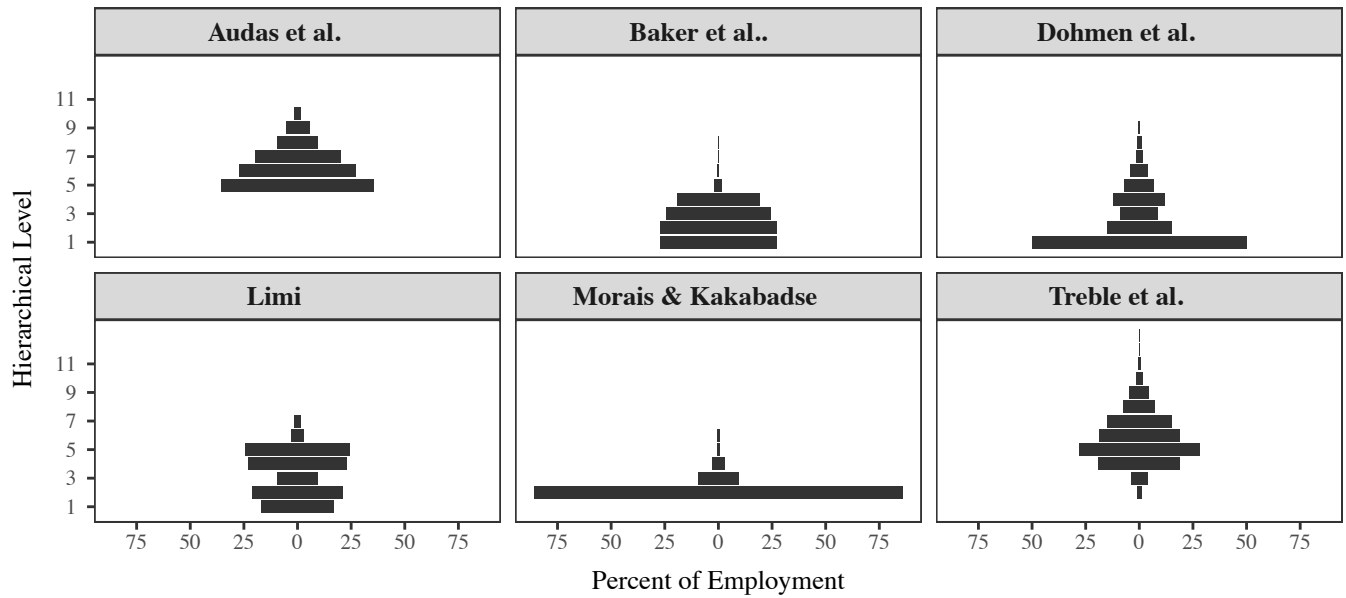 Audas et al.
Baker et al..
Dohmen et al.
11
9
7
5
3
1
Limi
Morais & Kakabadse
Treble et al.
11
9
7
5
3
1
75 50 25 0 25 50 75
75 50 25 0 25 50 75
75 50 25 0 25 50 75
Hierarchical Level
Percent of Employment